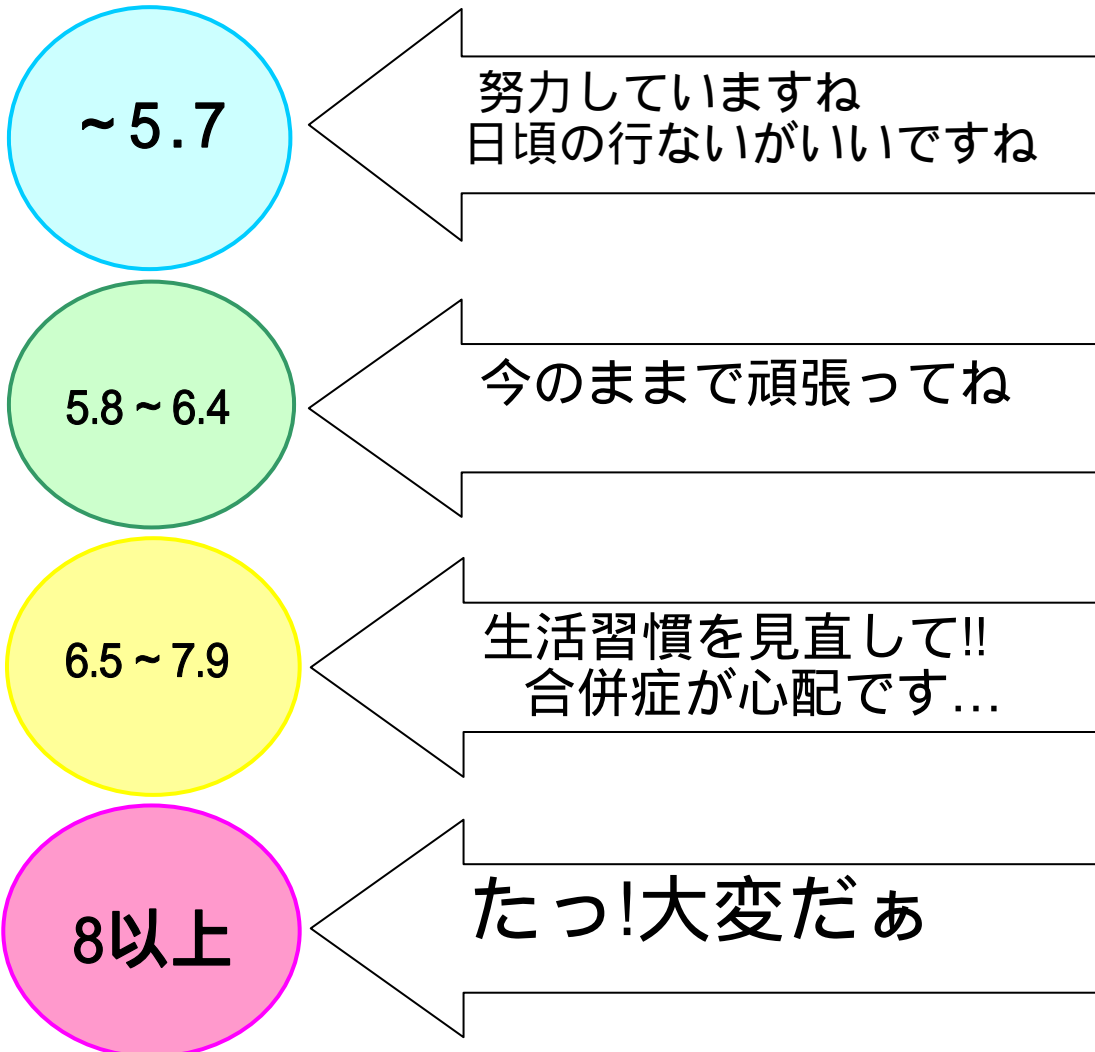 ~5.7
努力していますね
日頃の行ないがいいですね
5.8 ~ 6.4
今のままで頑張ってね
6.5 ~ 7.9
生活習慣を見直して!!
合併症が心配です…
8以上
たっ!大変だぁ